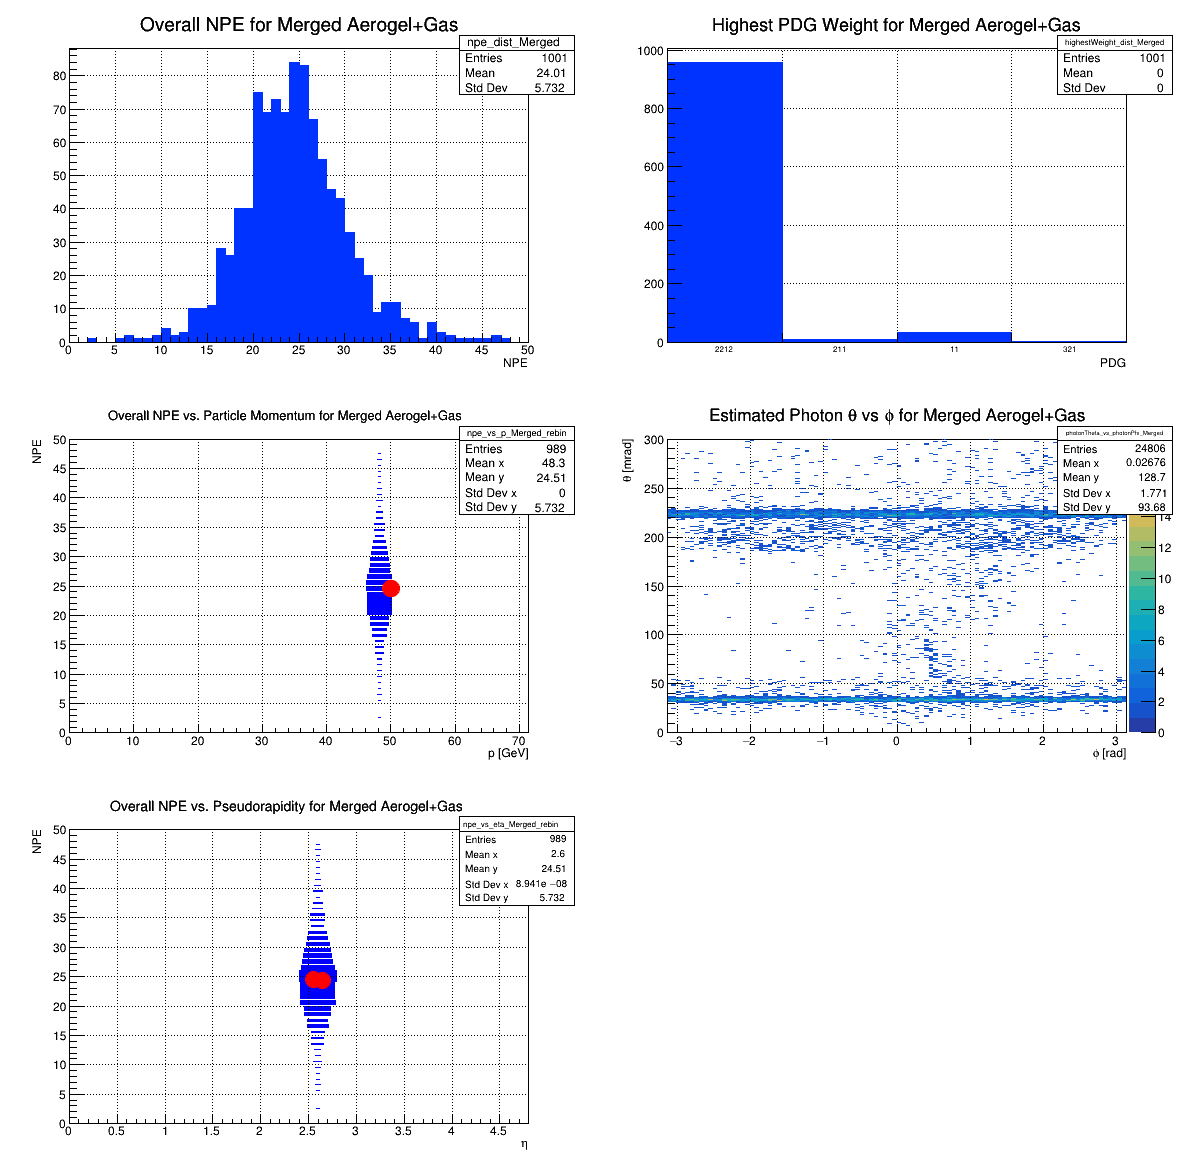 Overall NPE for Merged Aerogel+Gas
npe_dist_Merged
Entries 1001
Mean 24.01
Std Dev 5.732
80
70
60
50
40
30
20
10
0
0 5 10 15 20 25 30 35 40 45 50
NPE
Highest PDG Weight for Merged Aerogel+Gas
highestWeight_dist_Merged
Entries 1001
Mean 0
Std Dev 0
1000
800
600
400
200
0
2212 211 11 321
PDG
Overall NPE vs. Particle Momentum for Merged Aerogel+Gas
npe_vs_p_Merged_rebin
Entries 989
Mean x 48.3
Mean y 24.51
Std Dev x 0
Std Dev y 5.732
NPE
50
45
40
35
30
25
20
15
10
5
0
0 10 20 30 40 50 60 70
p [GeV]
Estimated Photon θ vs ϕ for Merged Aerogel+Gas
photonTheta_vs_photonPhi_Merged
Entries 24806
Mean x 0.02676
Mean y 128.7
Std Dev x 1.771
Std Dev y 93.68
θ [mrad]
300
250
200
150
100
50
0
−3 −2 −1 0 1 2 3
ϕ [rad]
14
12
10
8
6
4
2
0
Overall NPE vs. Pseudorapidity for Merged Aerogel+Gas
npe_vs_eta_Merged_rebin
Entries 989
Mean x 2.6
Mean y 24.51
Std Dev x 8.941e −08
Std Dev y 5.732
NPE
50
45
40
35
30
25
20
15
10
5
0
0 0.5 1 1.5 2 2.5 3 3.5 4 4.5
η